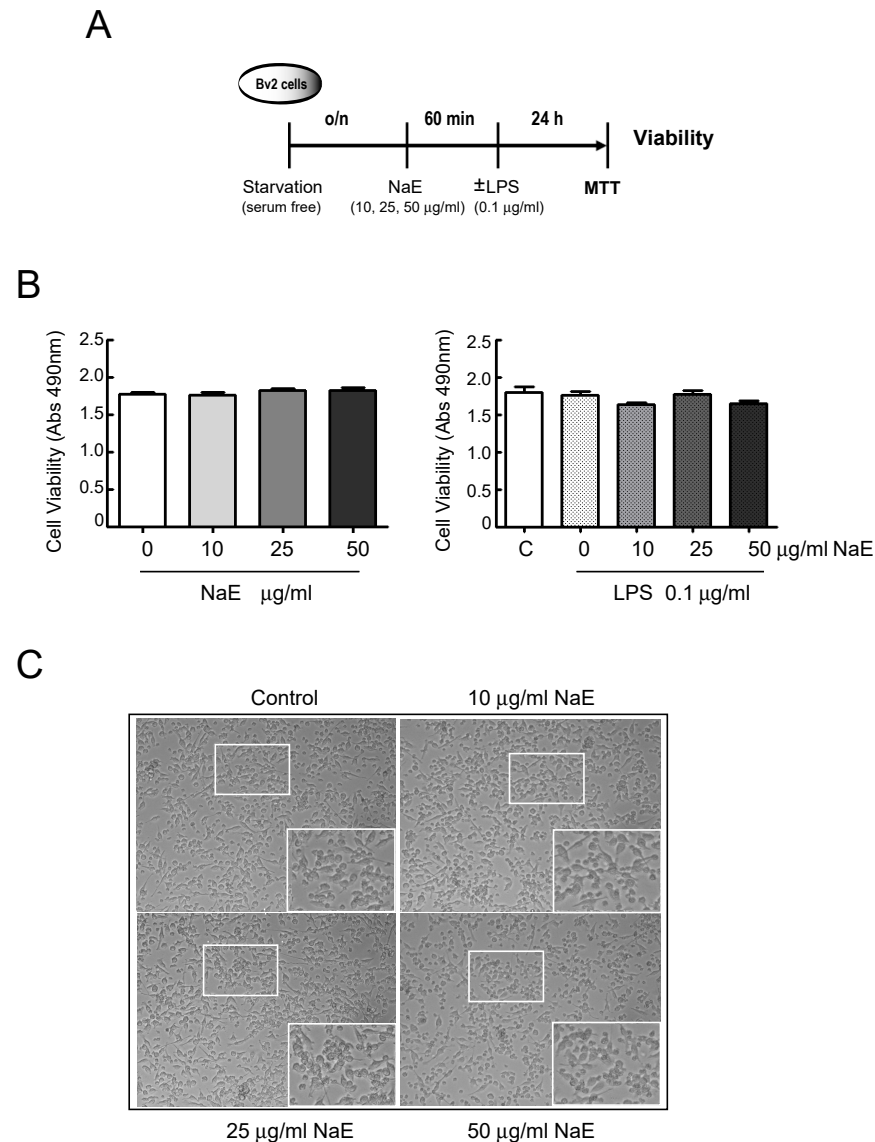 A
Bv2 cells
o/n 60 min 24 h Viability
Starvation NaE ±LPS MTT
(serum free) (10, 25, 50 μg/ml) (0.1 μg/ml)
B
Cell Viability (Abs 490nm)
2.5
2.0
1.5
1.0
0.5
0
0 10 25 50
NaE μg/ml
Cell Viability (Abs 490nm)
2.5
2.0
1.5
1.0
0.5
0
C 0 10 25 50 μg/ml NaE
LPS 0.1 μg/ml
C
Control 10 μg/ml NaE
25 μg/ml NaE 50 μg/ml NaE